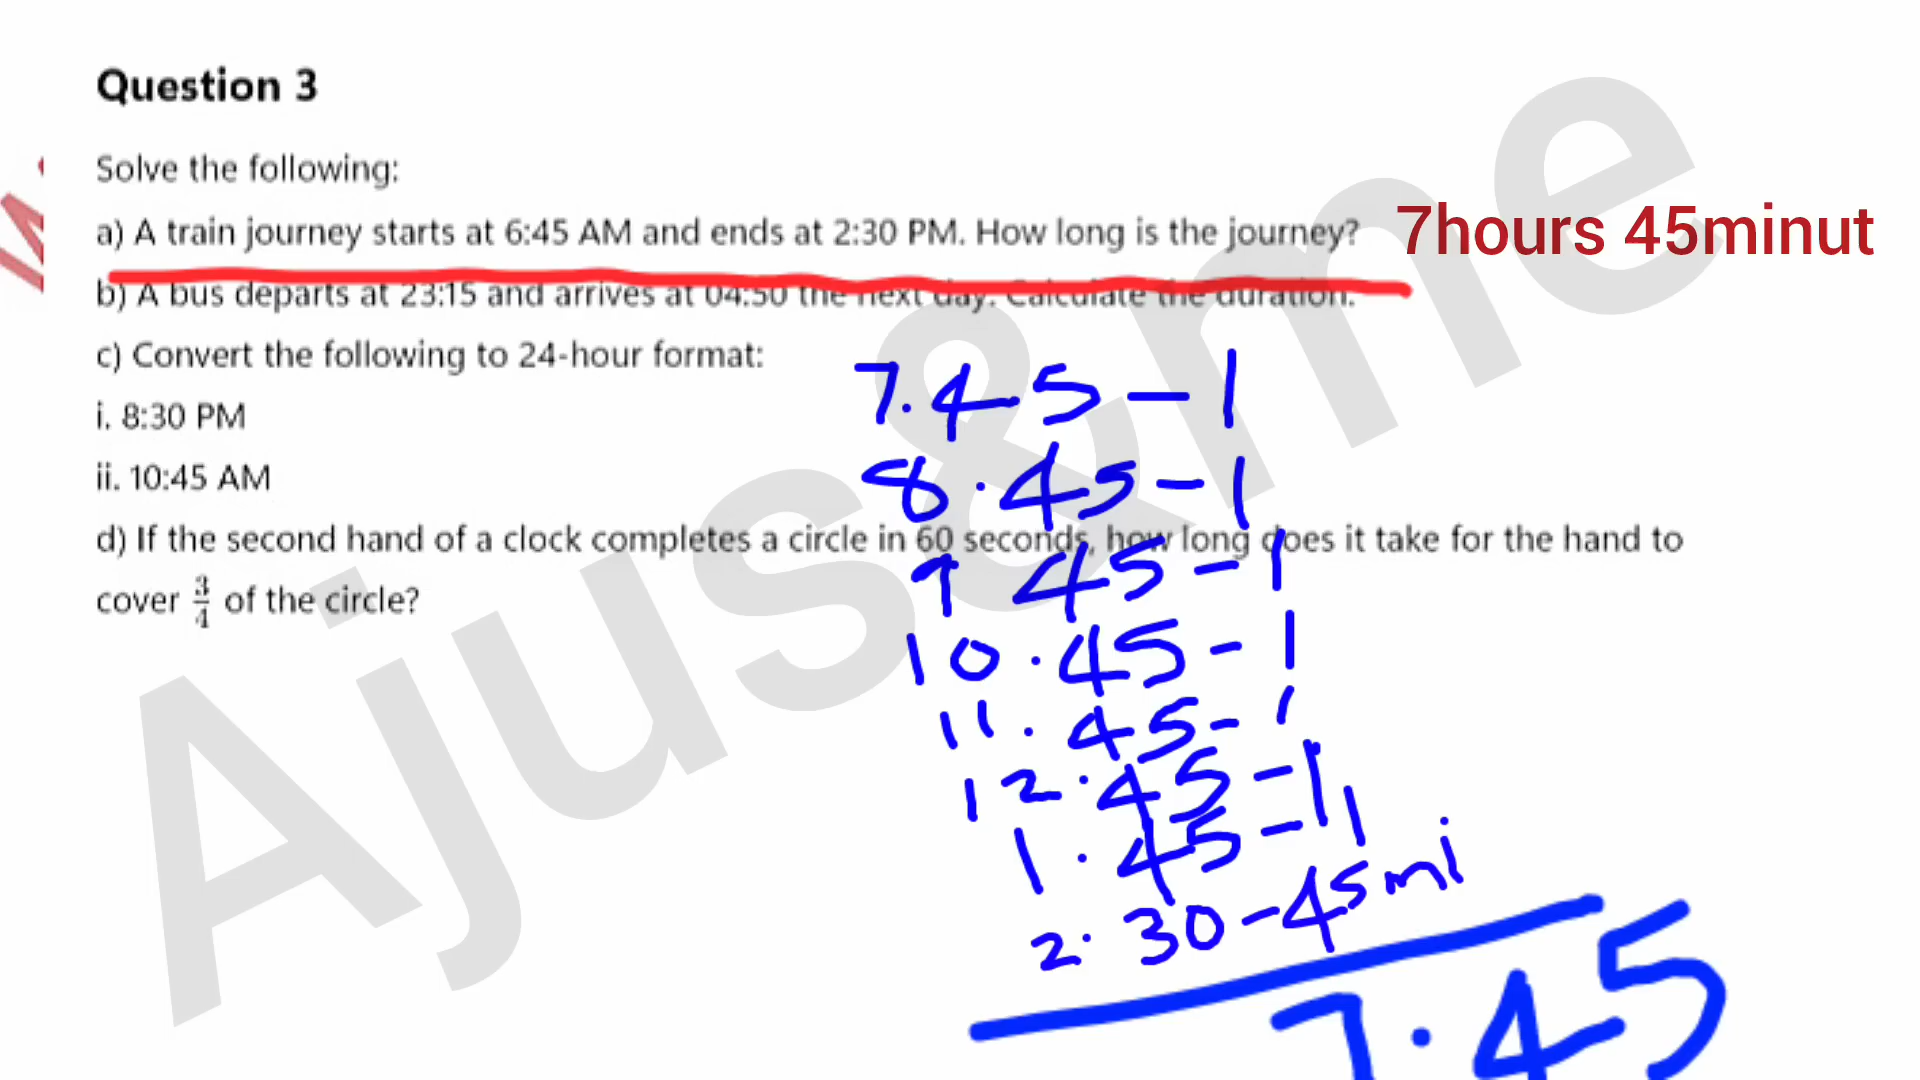 Question 3
Solve the following:
a) A train journey starts at 6:45 AM and ends at 2:30 PM. How long is the journey? 7hours 45minut
b) A bus departs at 23:15 and arrives at 04:50 the next day. Calculate the duration.
c) Convert the following to 24-hour format:
i. 8:30 PM
ii. 10:45 AM
d) If the second hand of a clock completes a circle in 60 seconds, how long does it take for the hand to
cover 3/4 of the circle?
7.45-1
8.45-1
9 45-1
10.45-1
11.45-1
12.45-1
1.45-1
2.30-45mi
7.45
Ajus&me